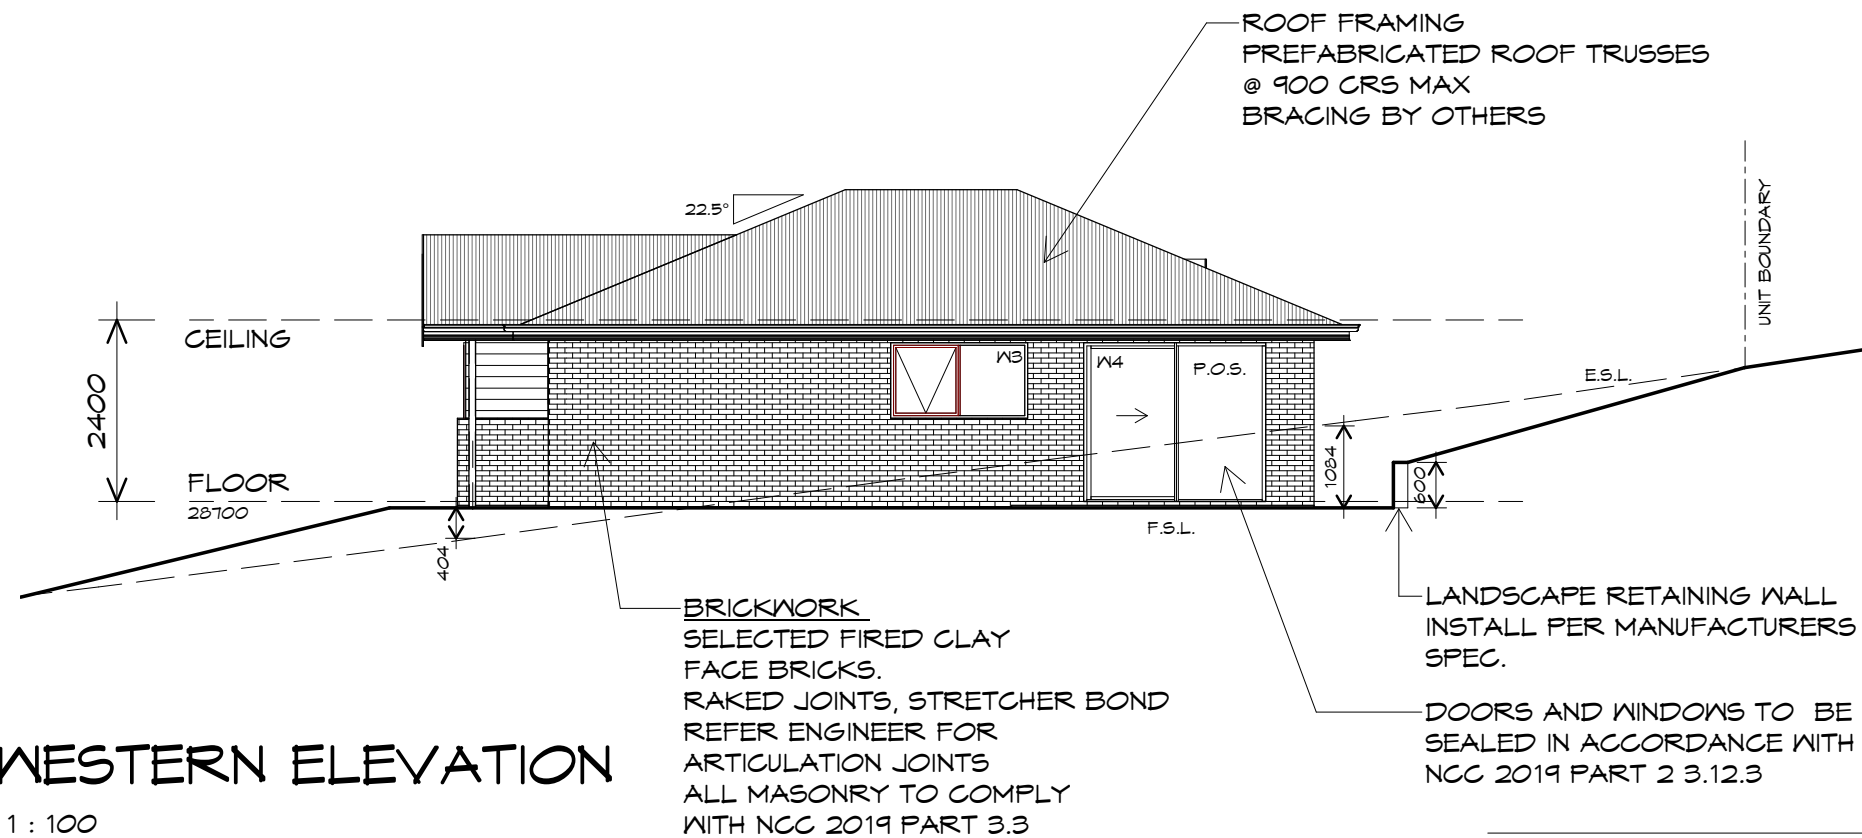 ROOF FRAMING
PREFABRICATED ROOF TRUSSES
@ 900 CRS MAX
BRACING BY OTHERS
22.5°
UNIT BOUNDARY
CEILING
2400
W3
W4
P.O.S.
E.S.L.
1084
600
FLOOR
28700
F.S.L.
404
BRICKWORK
SELECTED FIRED CLAY
FACE BRICKS.
RAKED JOINTS, STRETCHER BOND
REFER ENGINEER FOR
ARTICULATION JOINTS
ALL MASONRY TO COMPLY
WITH NCC 2019 PART 3.3
LANDSCAPE RETAINING WALL
INSTALL PER MANUFACTURERS
SPEC.
DOORS AND WINDOWS TO BE
SEALED IN ACCORDANCE WITH
NCC 2019 PART 2 3.12.3
WESTERN ELEVATION
1 : 100